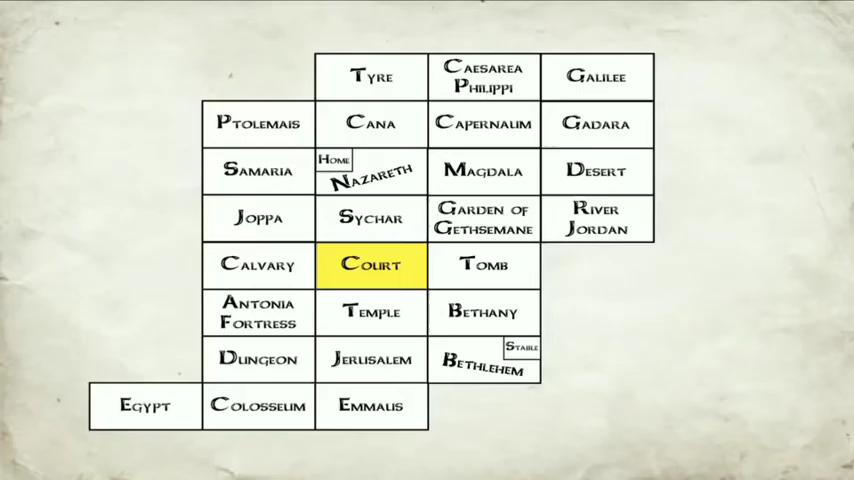 Tyre
Caesarea
Philippi
Galilee
Ptolemais
Cana
Capernaum
Gadara
Samaria
Home
Nazareth
Magdala
Desert
Joppa
Sychar
Garden of
Gethsemane
River
Jordan
Calvary
Court
Tomb
Antonia
Fortress
Temple
Bethany
Dungeon
Jerusalem
Stable
Bethlehem
Egypt
Colosseum
Emmaus